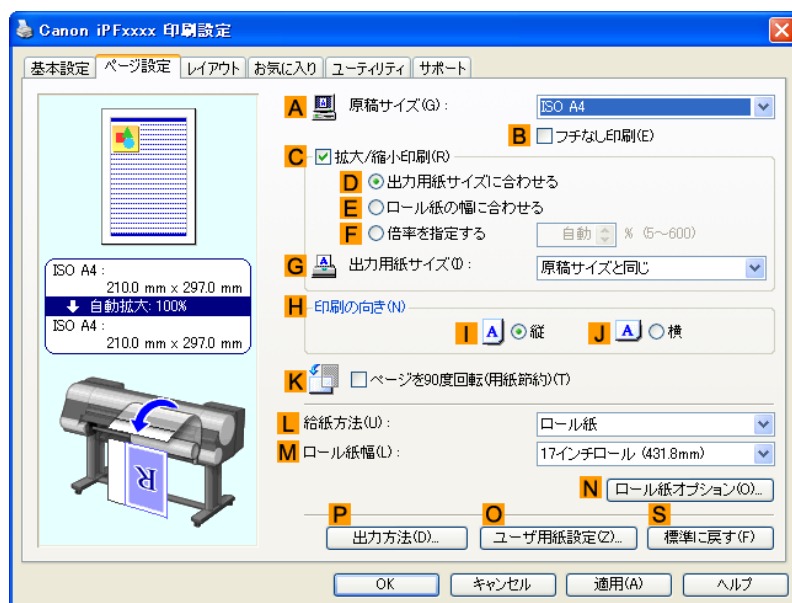 Canon iPFxxxx 印刷設定
基本設定 ページ設定 レイアウト お気に入り ユーティリティ サポート
A 原稿サイズ(G) : ISO A4
B フチなし印刷(E)
C 拡大/縮小印刷(R)
D 出力用紙サイズに合わせる
E ロール紙の幅に合わせる
F 倍率を指定する 自動 % (5～600)
G 出力用紙サイズ(I) : 原稿サイズと同じ
ISO A4 :
210.0 mm x 297.0 mm
自動拡大: 100%
ISO A4 :
210.0 mm x 297.0 mm
H 印刷の向き(N)
I A 縦 J A 横
K ページを90度回転(用紙節約)(T)
L 給紙方法(U) : ロール紙
M ロール紙幅(L) : 17インチロール (431.8mm)
R
N ロール紙オプション(O)...
P O S
出力方法(D)... ユーザ用紙設定(Z)... 標準に戻す(F)
OK キャンセル 適用(A) ヘルプ